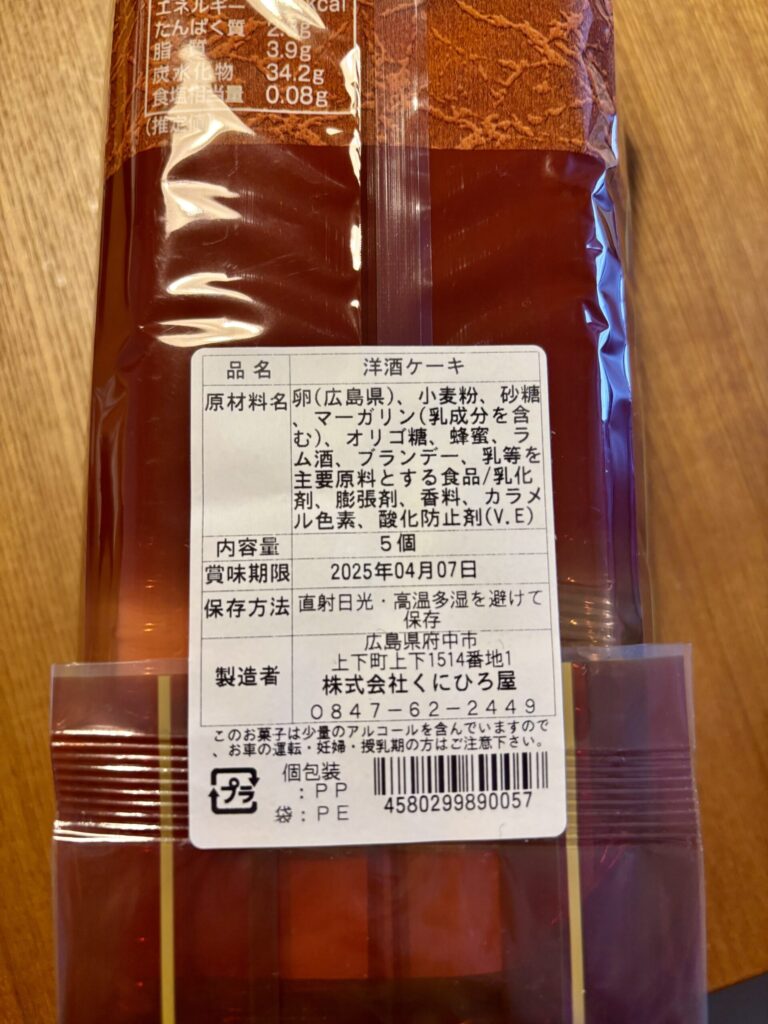 エネルギー kcal
たんぱく質 2.
脂 質 3.9g
炭水化物 34.2g
食塩相当量 0.08g
(推定値
品名 洋酒ケーキ
原材料名 卵(広島県)、小麦粉、砂糖
、マーガリン(乳成分を含
む)、オリゴ糖、蜂蜜、ラ
ム酒、ブランデー、乳等を
主要原料とする食品/乳化
剤、膨張剤、香料、カラメ
ル色素、酸化防止剤(V.E)
内容量 5個
賞味期限 2025年04月07日
保存方法 直射日光・高温多湿を避けて
保存
製造者 広島県府中市
上下町上下1514番地1
株式会社くにひろ屋
0847-62-2449
このお菓子は少量のアルコールを含んでいますので
、お車の運転・妊婦・授乳期の方はご注意下さい。
プラ 個包装
:PP
袋:PE
4580299890057